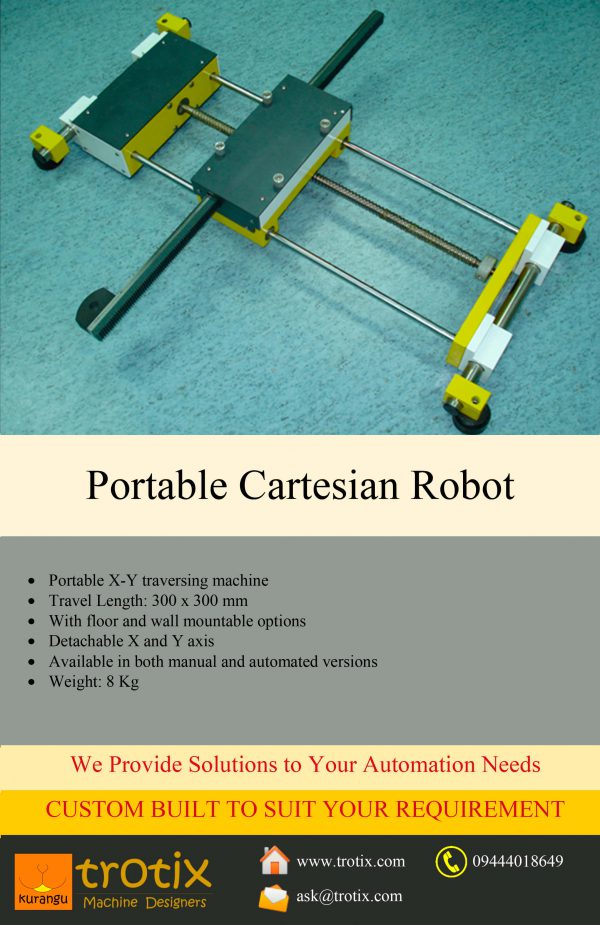 Portable Cartesian Robot
• Portable X-Y traversing machine
• Travel Length: 300 x 300 mm
• With floor and wall mountable options
• Detachable X and Y axis
• Available in both manual and automated versions
• Weight: 8 Kg
We Provide Solutions to Your Automation Needs
CUSTOM BUILT TO SUIT YOUR REQUIREMENT
kurangu
trotix
Machine Designers
www.trotix.com
09444018649
ask@trotix.com